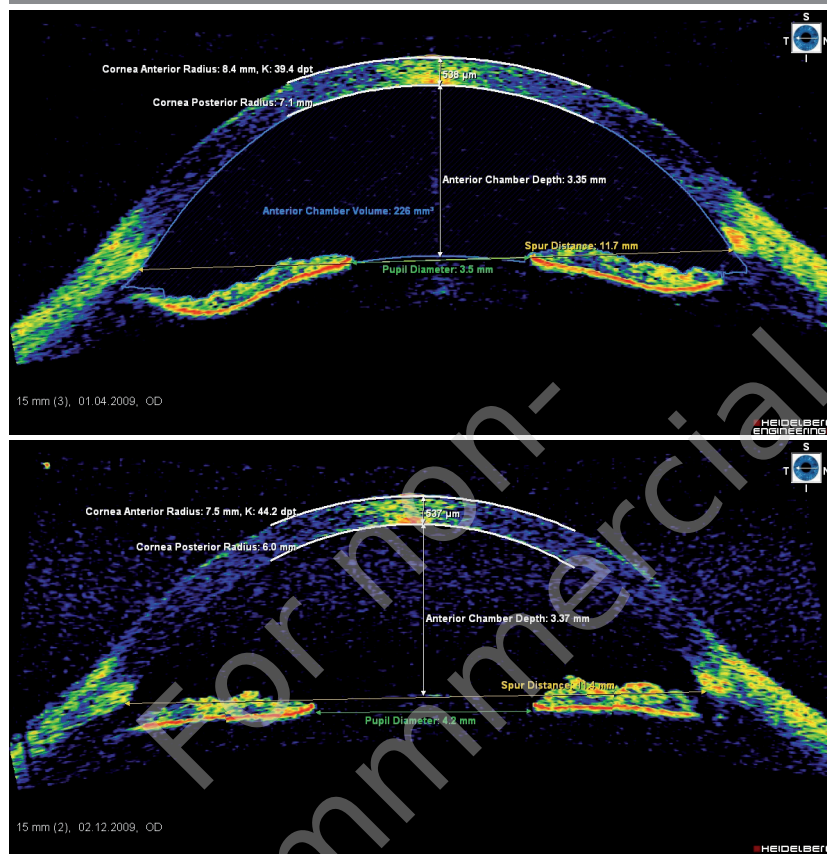 S
T N
I
Cornea Anterior Radius: 8.4 mm, K: 39.4 dpt
538 µm
Cornea Posterior Radius: 7.1 mm
Anterior Chamber Depth: 3.35 mm
Anterior Chamber Volume: 226 mm³
Spur Distance: 11.7 mm
Pupil Diameter: 3.5 mm
15 mm (3), 01.04.2009, OD
HEIDELBERG
ENGINEERING
S
T N
I
Cornea Anterior Radius: 7.5 mm, K: 44.2 dpt
537 µm
Cornea Posterior Radius: 6.0 mm
Anterior Chamber Depth: 3.37 mm
Spur Distance: 11.4 mm
Pupil Diameter: 4.2 mm
15 mm (2), 02.12.2009, OD
HEIDELBERG
For non-
commercial